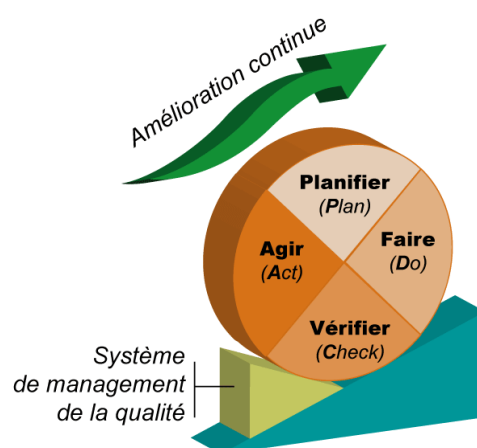 Amélioration continue
Planifier
(Plan)
Agir
(Act)
Faire
(Do)
Vérifier
(Check)
Système
de management
de la qualité